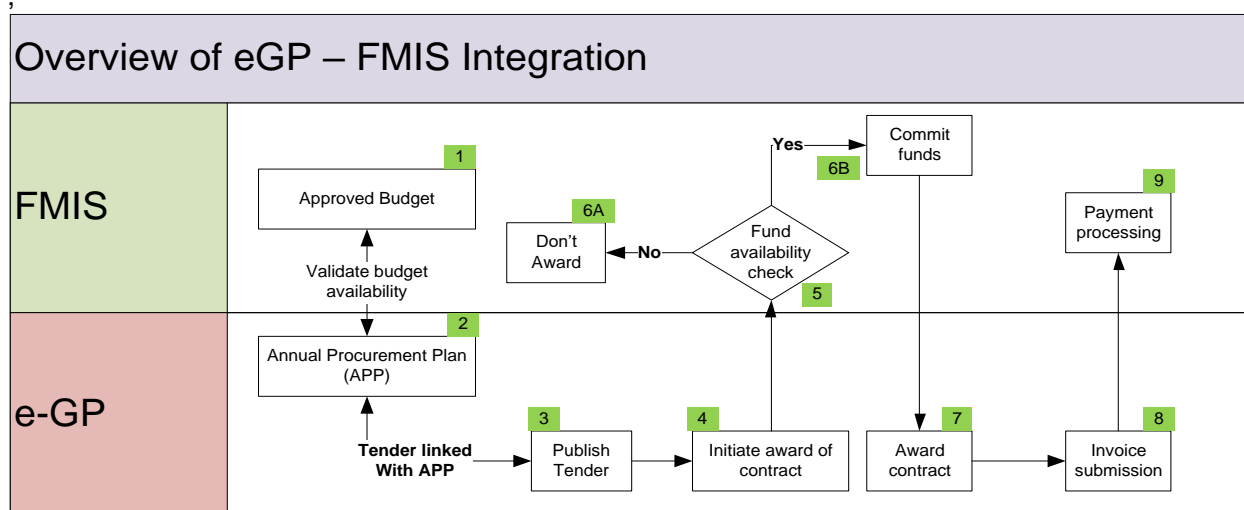 ;
Overview of eGP – FMIS Integration
FMIS
1
Approved Budget
Validate budget
availability
6A
Don't
Award
No
Fund
availability
check
5
Yes
6B
Commit
funds
9
Payment
processing
e-GP
2
Annual Procurement Plan
(APP)
Tender linked
With APP
3
Publish
Tender
4
Initiate award of
contract
7
Award
contract
8
Invoice
submission